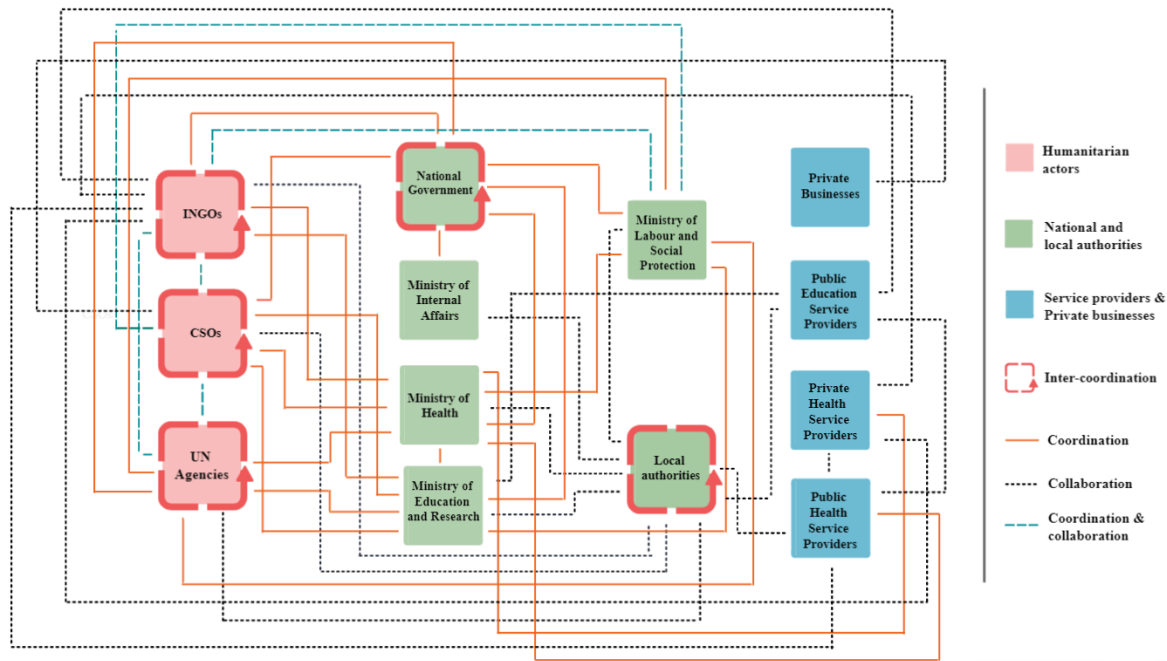 INGOs
CSOs
UN
Agencies
National
Government
Ministry of
Internal
Affairs
Ministry of
Health
Ministry of
Education
and Research
Ministry of
Labour and
Social
Protection
Local
authorities
Private
Businesses
Public
Education
Service
Providers
Private
Health
Service
Providers
Public
Health
Service
Providers
Humanitarian
actors
National and
local authorities
Service providers &
Private businesses
Inter-coordination
Coordination
Collaboration
Coordination &
collaboration